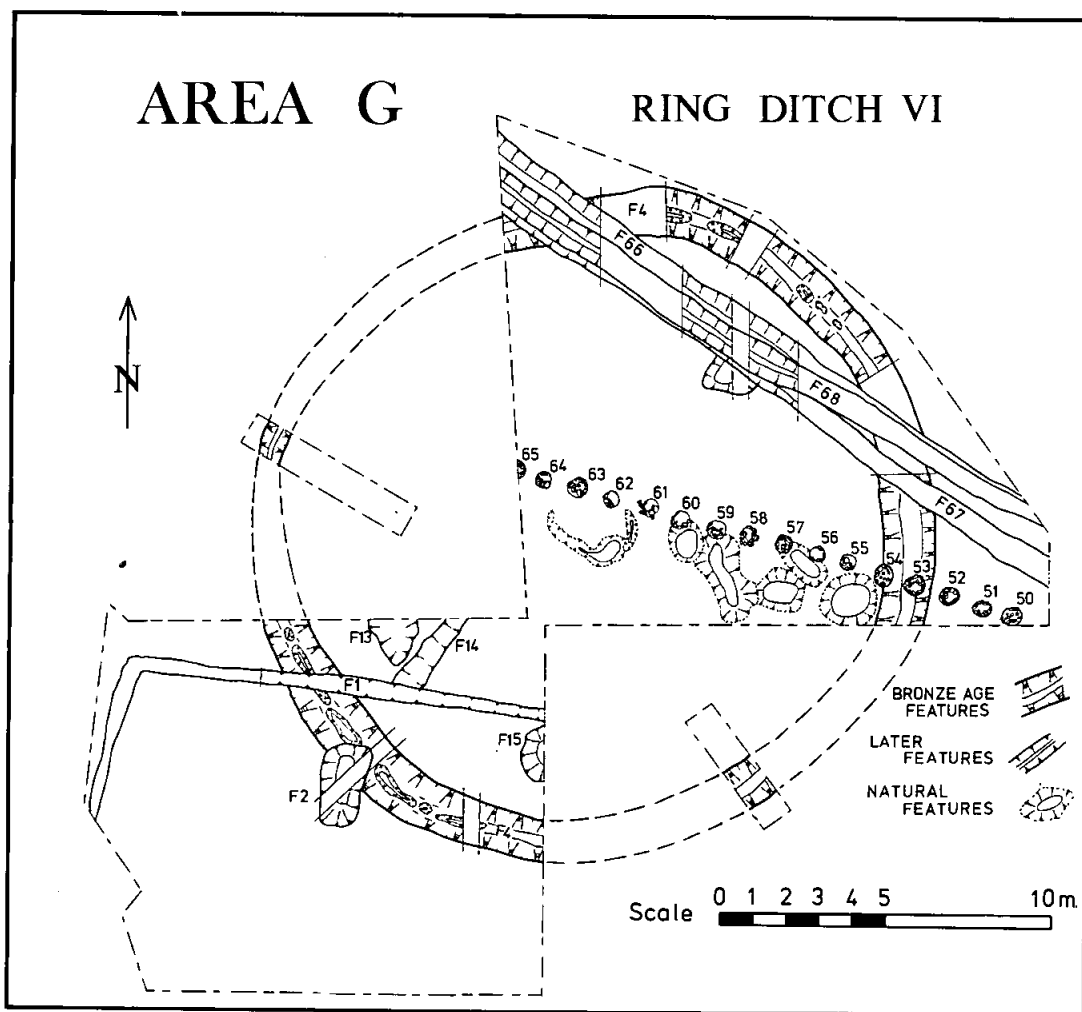 AREA G
RING DITCH VI
F4
F66
N
F68
F67
65
64
63
62
61
60
59
58
57
56
55
54
53
52
51
50
F13
F14
F1
F15
F2
F4
BRONZE AGE
FEATURES
LATER
FEATURES
NATURAL
FEATURES
Scale
0 1 2 3 4 5 10m